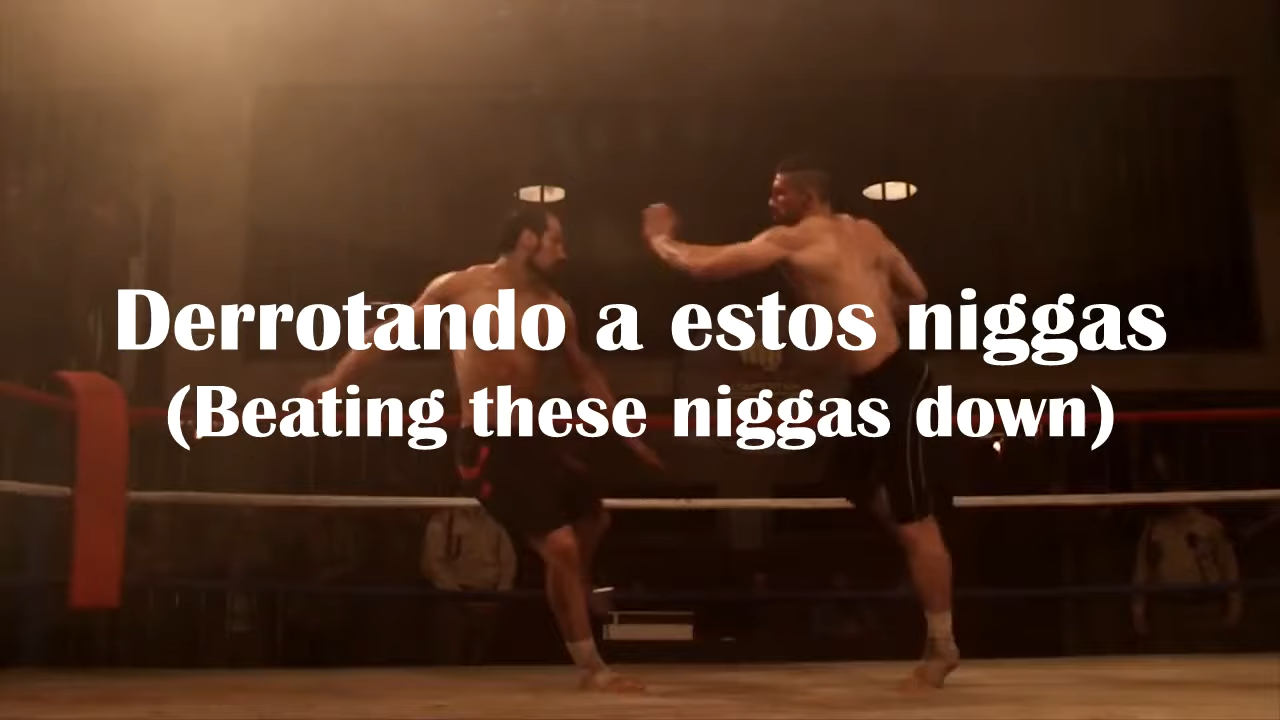 Derrotando a estos niggas
(Beating these niggas down)